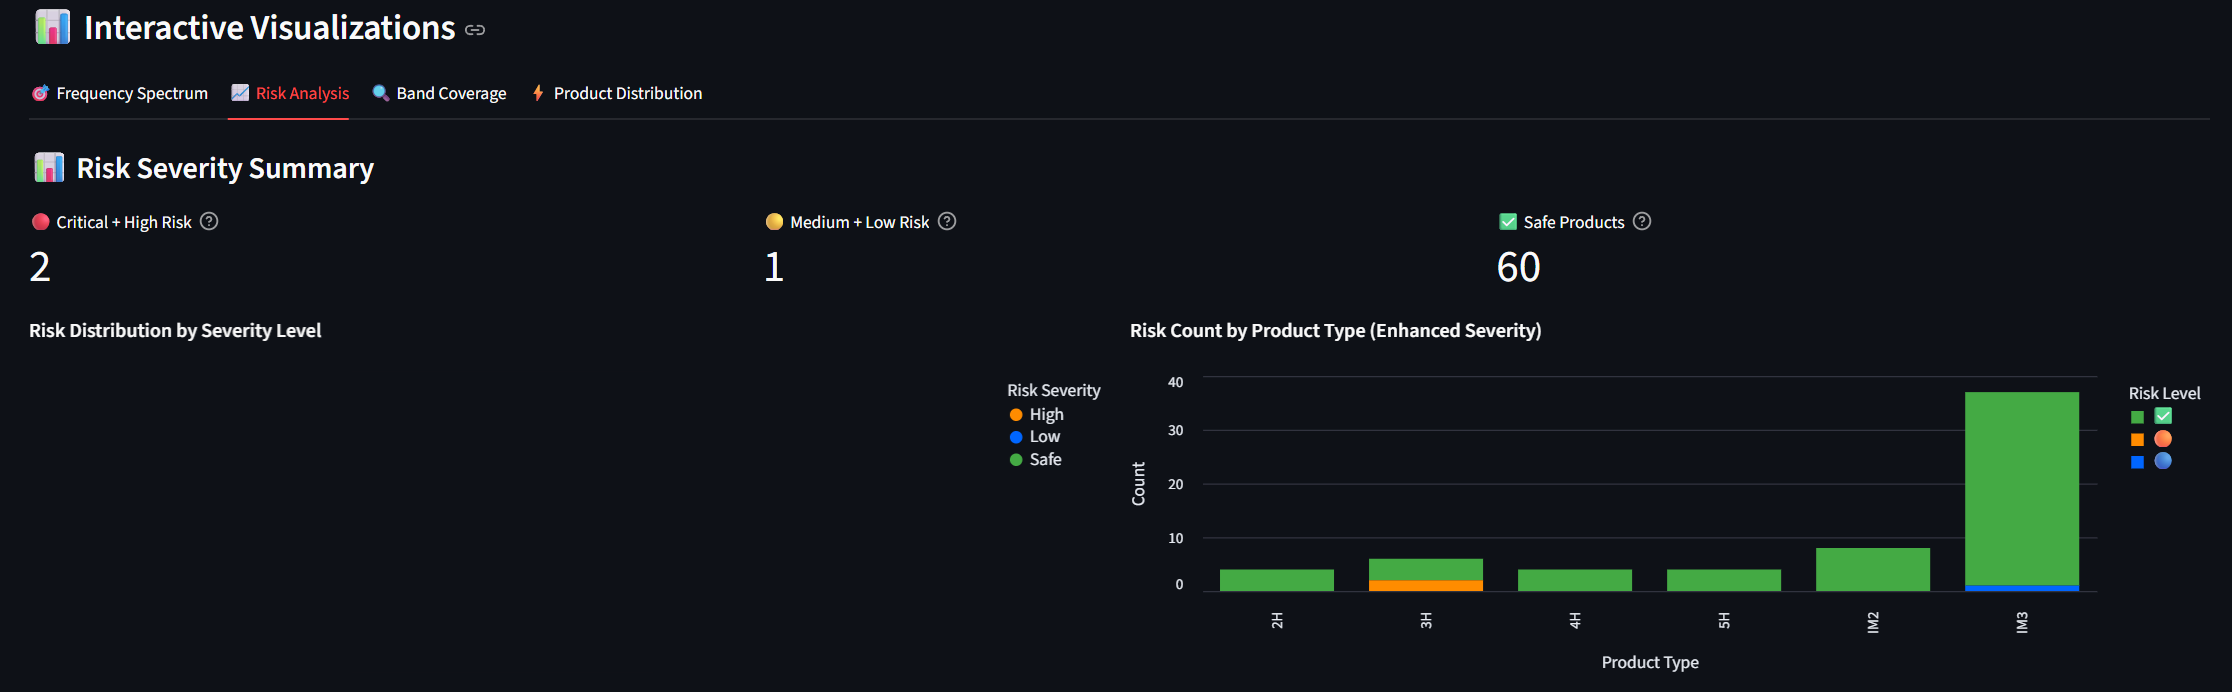 Interactive Visualizations
Frequency Spectrum
Risk Analysis
Band Coverage
Product Distribution
Risk Severity Summary
Critical + High Risk
2
Medium + Low Risk
1
Safe Products
60
Risk Distribution by Severity Level
Risk Severity
High
Low
Safe
Risk Count by Product Type (Enhanced Severity)
Count
40
30
20
10
0
2H
3H
4H
5H
IM2
IM3
Product Type
Risk Level